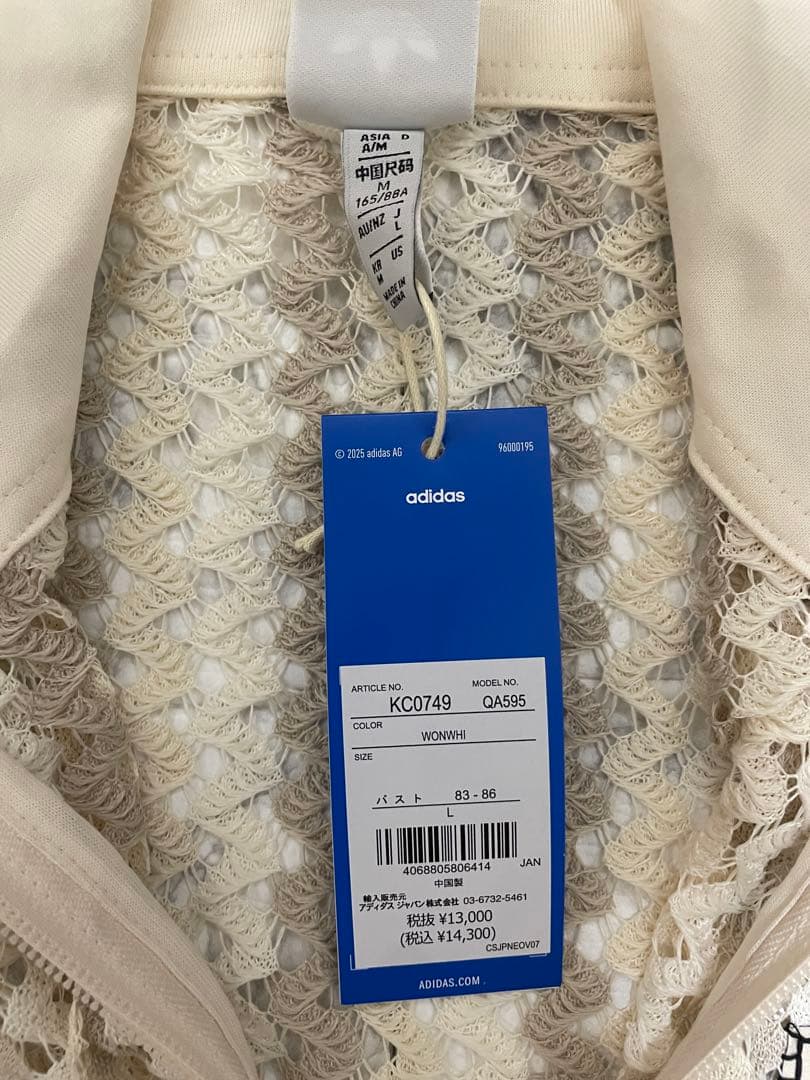 ASIA D
A/M
中国尺码
M
165/88A
AU/NZ J
L
KR US
M
MADE IN
CHINA
© 2025 adidas AG 96000195
adidas
ARTICLE NO. MODEL NO.
KC0749 QA595
COLOR
WONWHI
SIZE
バスト 83-86
L
4068805806414 JAN
中国製
輸入販売元
アディダス ジャパン株式会社 03-6732-5461
税抜 ¥13,000
(税込 ¥14,300)
CSJPNEOV07
ADIDAS.COM